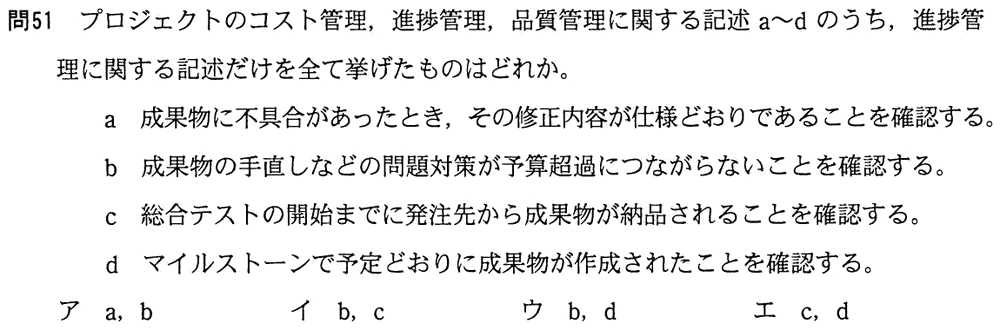 問51 プロジェクトのコスト管理，進捗管理，品質管理に関する記述 a～d のうち，進捗管
理に関する記述だけを全て挙げたものはどれか。
a 成果物に不具合があったとき，その修正内容が仕様どおりであることを確認する。
b 成果物の手直しなどの問題対策が予算超過につながらないことを確認する。
c 総合テストの開始までに発注先から成果物が納品されることを確認する。
d マイルストーンで予定どおりに成果物が作成されたことを確認する。
ア a，b イ b，c ウ b，d エ c，d